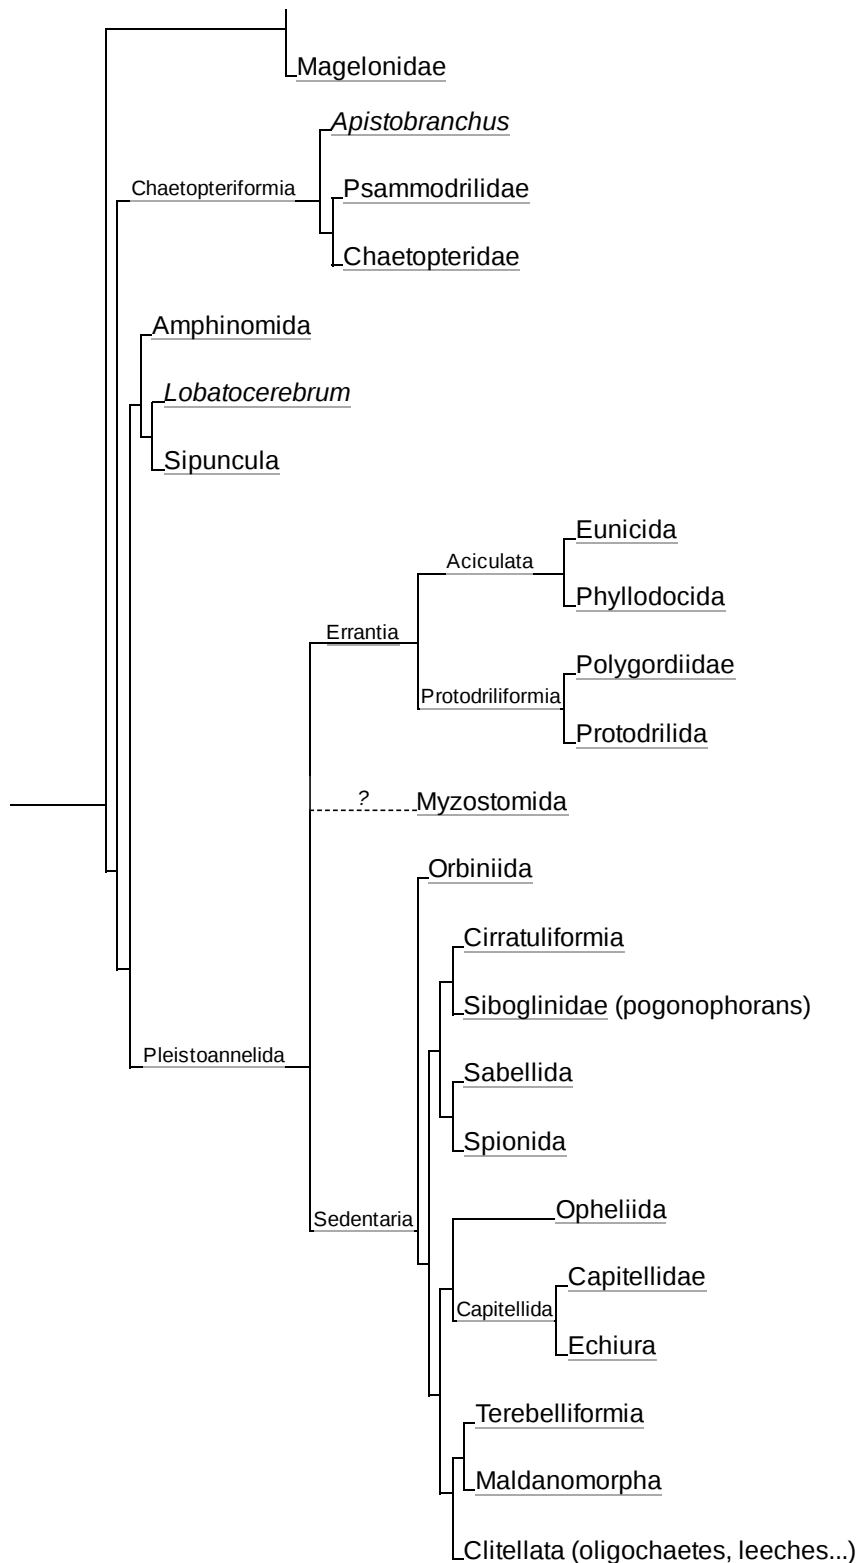 Magelonidae
Apistobranchus
Chaetopteriformia
Psammodrilidae
Chaetopteridae
Amphinomida
Lobatocerebrum
Sipuncula
Eunicida
Aciculata
Phyllodocida
Errantia
Polygordiidae
Protodriliformia
Protodrilida
?
Myzostomida
Orbiniida
Cirratuliformia
Siboglinidae (pogonophorans)
Pleistoannelida
Sabellida
Spionida
Opheliida
Sedentaria
Capitellidae
Capitellida
Echiura
Terebelliformia
Maldanomorpha
Clitellata (oligochaetes, leeches...)